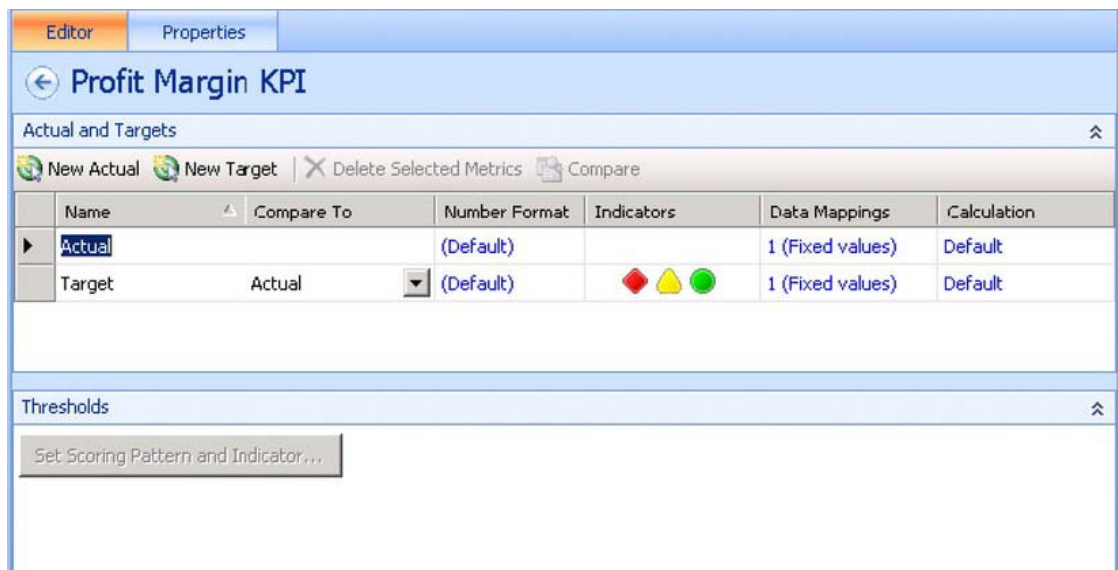 Editor Properties
Profit Margin KPI
Actual and Targets
New Actual New Target Delete Selected Metrics Compare
Name Compare To Number Format Indicators Data Mappings Calculation
Actual (Default) 1 (Fixed values) Default
Target Actual (Default) 1 (Fixed values) Default
Thresholds
Set Scoring Pattern and Indicator...